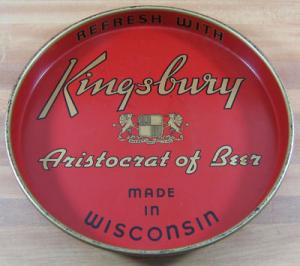 REFRESH WITH
Kingsbury
Aristocrat of Beer
MADE
IN
WISCONSIN